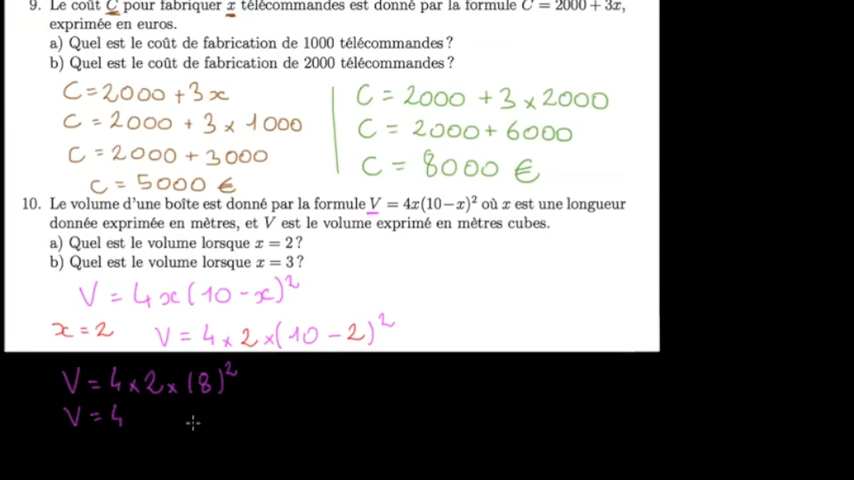 9. Le coût C pour fabriquer x télécommandes est donné par la formule C = 2000 + 3x,
exprimée en euros.
a) Quel est le coût de fabrication de 1000 télécommandes ?
b) Quel est le coût de fabrication de 2000 télécommandes ?
C = 2000 + 3x
C = 2000 + 3 × 1000
C = 2000 + 3000
C = 5000 €
C = 2000 + 3 × 2000
C = 2000 + 6000
C = 8000 €
10. Le volume d'une boîte est donné par la formule V = 4x(10−x)² où x est une longueur
donnée exprimée en mètres, et V est le volume exprimé en mètres cubes.
a) Quel est le volume lorsque x = 2 ?
b) Quel est le volume lorsque x = 3 ?
V = 4x(10 - x)²
x = 2 V = 4 × 2 × (10 - 2)²
V = 4 × 2 × (8)²
V = 4